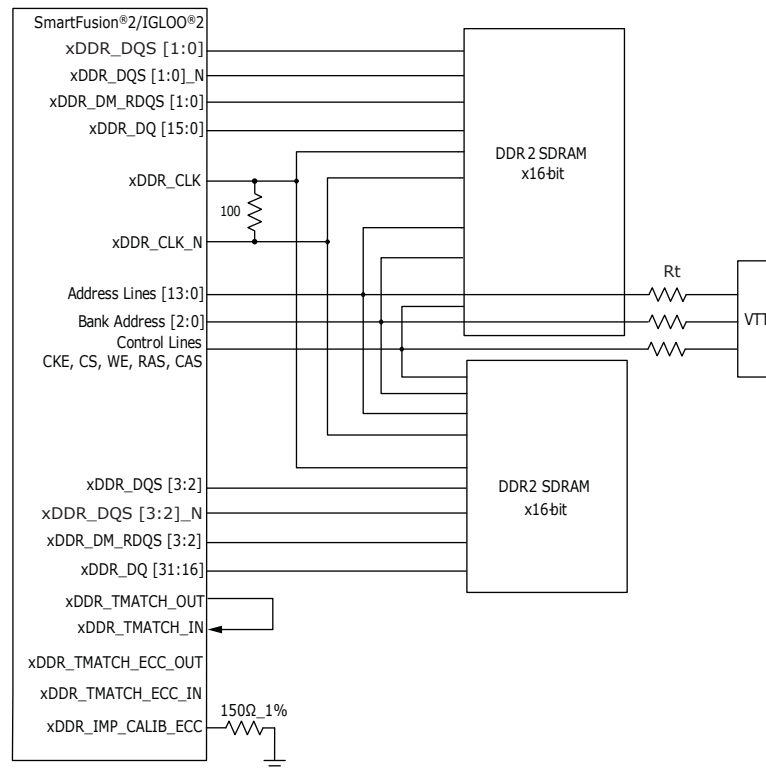 SmartFusion®2/IGLOO®2
xDDR_DQS [1:0]
xDDR_DQS [1:0]_N
xDDR_DM_RDQS [1:0]
xDDR_DQ [15:0]
DDR2 SDRAM
x16-bit
xDDR_CLK
100
xDDR_CLK_N
Rt
Address Lines [13:0]
Bank Address [2:0]
VTT
Control Lines
CKE, CS, WE, RAS, CAS
xDDR_DQS [3:2]
DDR2 SDRAM
x16-bit
xDDR_DQS [3:2]_N
xDDR_DM_RDQS [3:2]
xDDR_DQ [31:16]
xDDR_TMATCH_OUT
xDDR_TMATCH_IN
xDDR_TMATCH_ECC_OUT
xDDR_TMATCH_ECC_IN
150Ω_1%
xDDR_IMP_CALIB_ECC